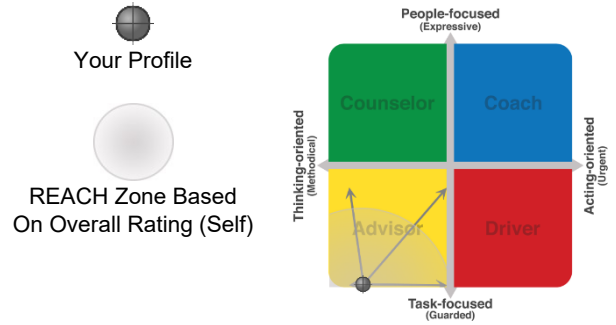 Your Profile
REACH Zone Based
On Overall Rating (Self)
People-focused
(Expressive)
Counselor
Coach
Thinking-oriented
(Methodical)
Acting-oriented
(Urgent)
Advisor
Driver
Task-focused
(Guarded)